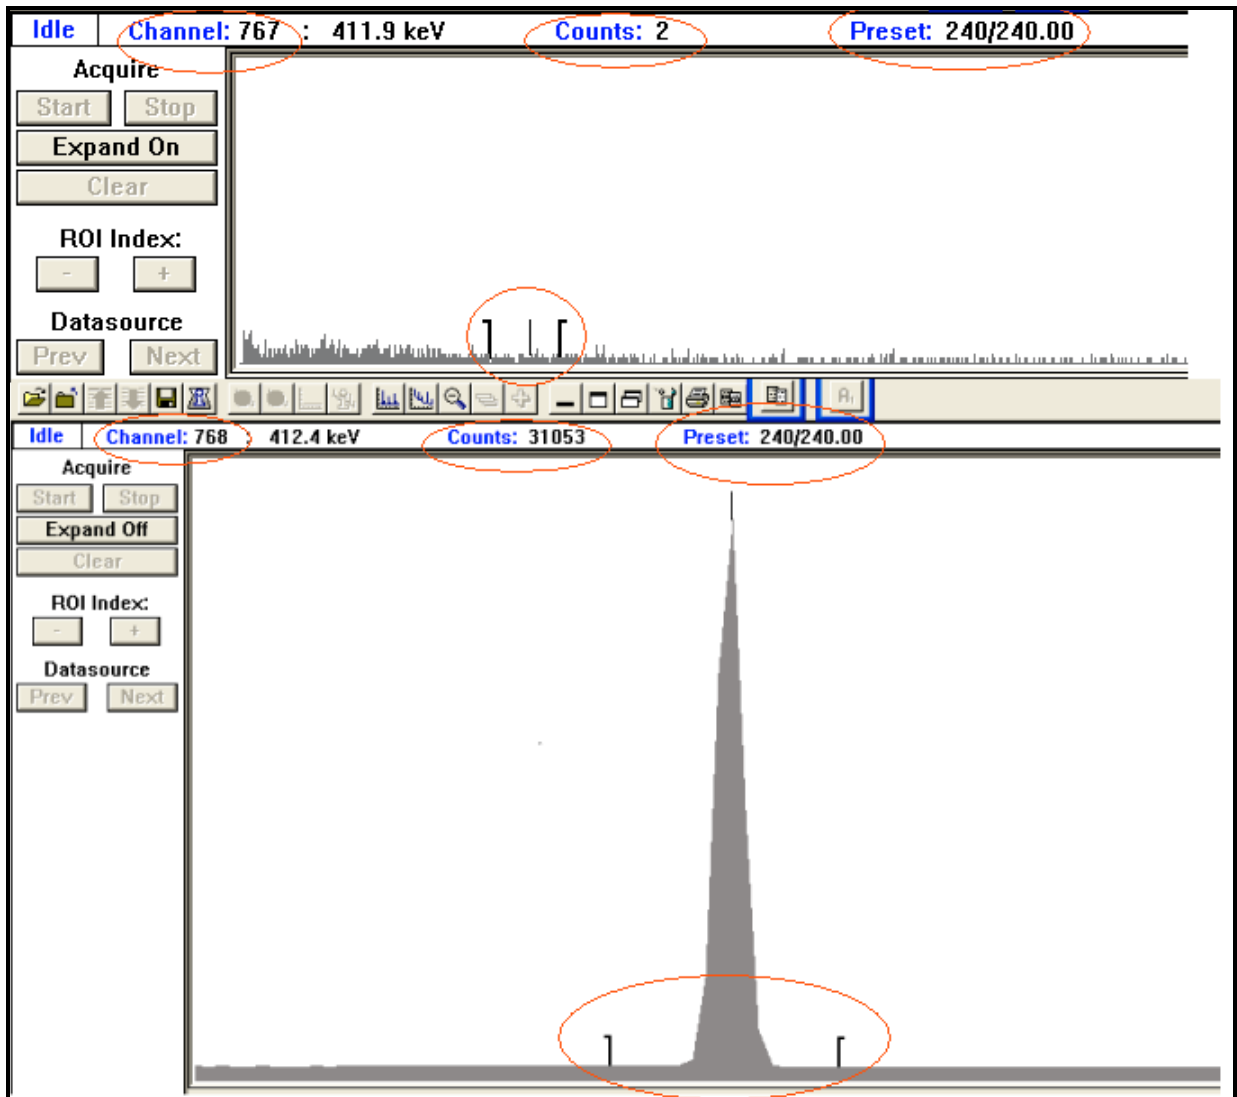 Idle Channel: 767 : 411.9 keV Counts: 2 Preset: 240/240.00
Acquire
Start Stop
Expand On
Clear
ROI Index:
- +
Datasource
Prev Next
Idle Channel: 768 : 412.4 keV Counts: 31053 Preset: 240/240.00
Acquire
Start Stop
Expand Off
Clear
ROI Index:
- +
Datasource
Prev Next